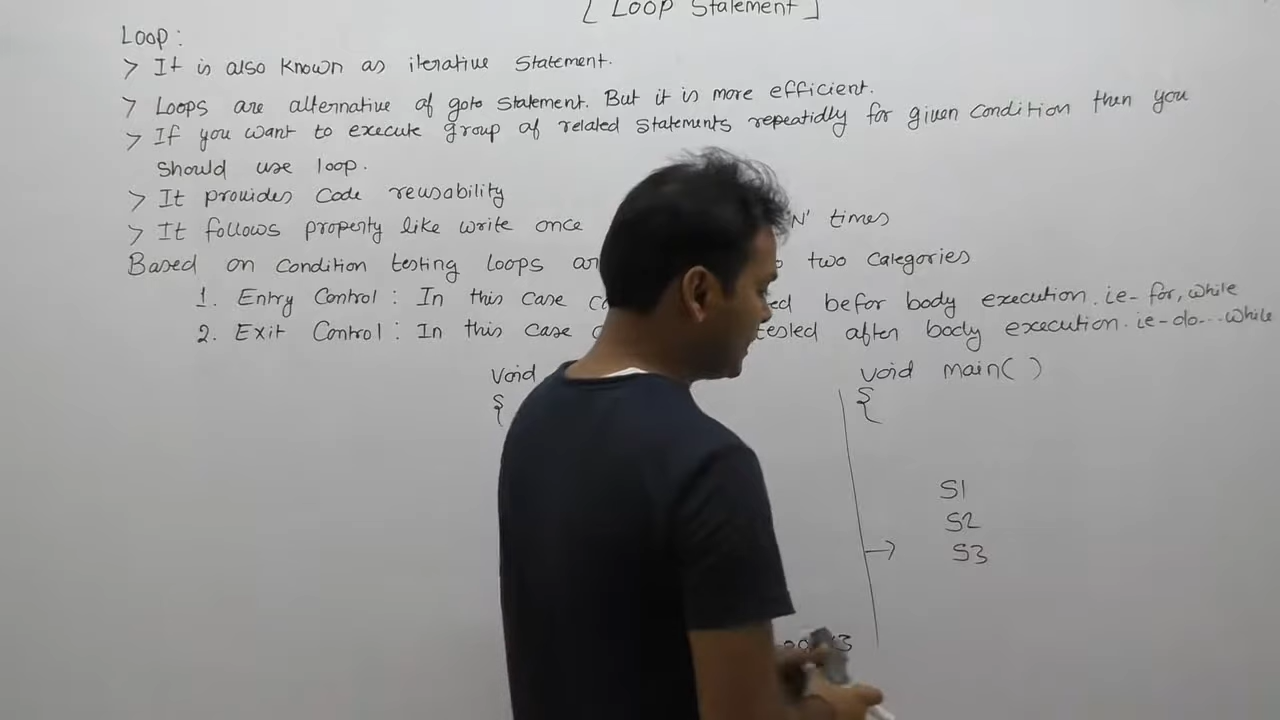 [ Loop Statement ]
Loop :
> It is also known as iterative statement.
> Loops are alternative of goto statement. But it is more efficient.
> If you want to execute group of related statements repeatidly for given condition then you
should use loop.
> It provides code reusability
> It follows property like write once N' times
Based on condition testing loops two categories
1. Entry Control : In this case befor body execution. ie- for, while
2. Exit Control : In this case tested after body execution. ie-do...while
void
{
void main( )
{
S1
S2
→ S3